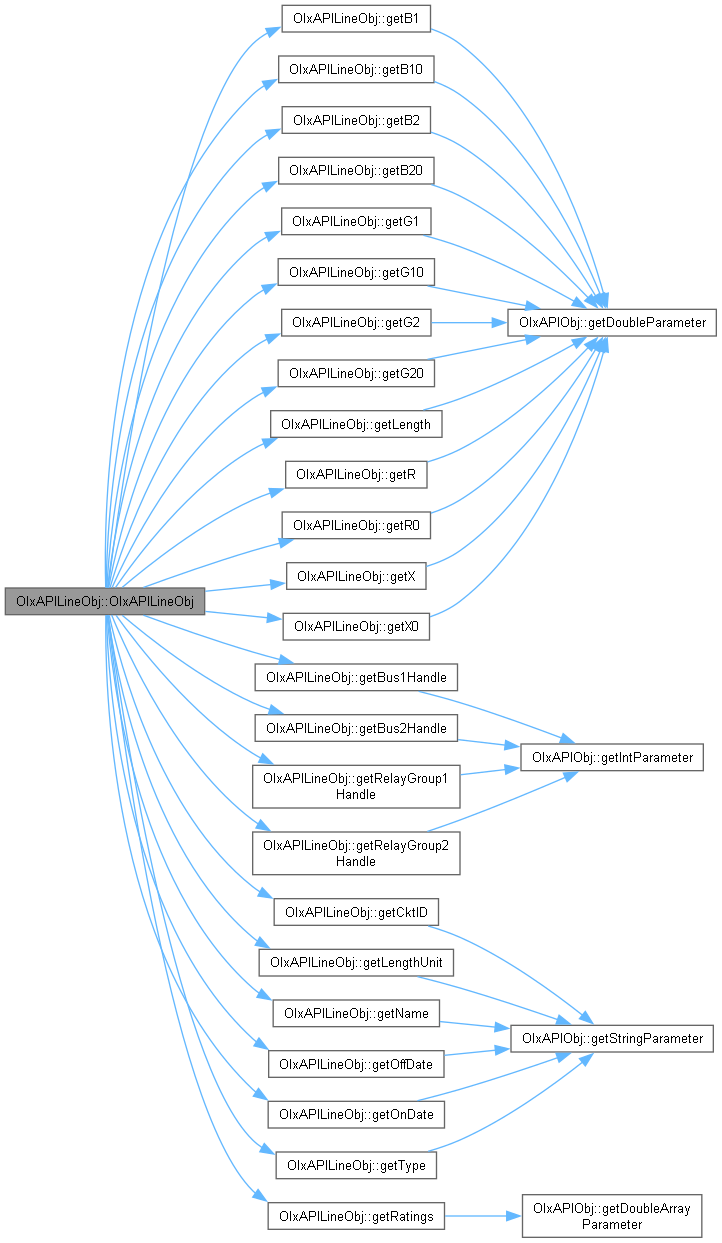 OlxAPILineObj::OlxAPILineObj
OlxAPILineObj::getB1
OlxAPILineObj::getB10
OlxAPILineObj::getB2
OlxAPILineObj::getB20
OlxAPILineObj::getG1
OlxAPILineObj::getG10
OlxAPILineObj::getG2
OlxAPILineObj::getG20
OlxAPILineObj::getLength
OlxAPILineObj::getR
OlxAPILineObj::getR0
OlxAPILineObj::getX
OlxAPILineObj::getX0
OlxAPILineObj::getBus1Handle
OlxAPILineObj::getBus2Handle
OlxAPILineObj::getRelayGroup1
Handle
OlxAPILineObj::getRelayGroup2
Handle
OlxAPILineObj::getCktID
OlxAPILineObj::getLengthUnit
OlxAPILineObj::getName
OlxAPILineObj::getOffDate
OlxAPILineObj::getOnDate
OlxAPILineObj::getType
OlxAPILineObj::getRatings
OlxAPIObj::getDoubleParameter
OlxAPIObj::getIntParameter
OlxAPIObj::getStringParameter
OlxAPIObj::getDoubleArray
Parameter